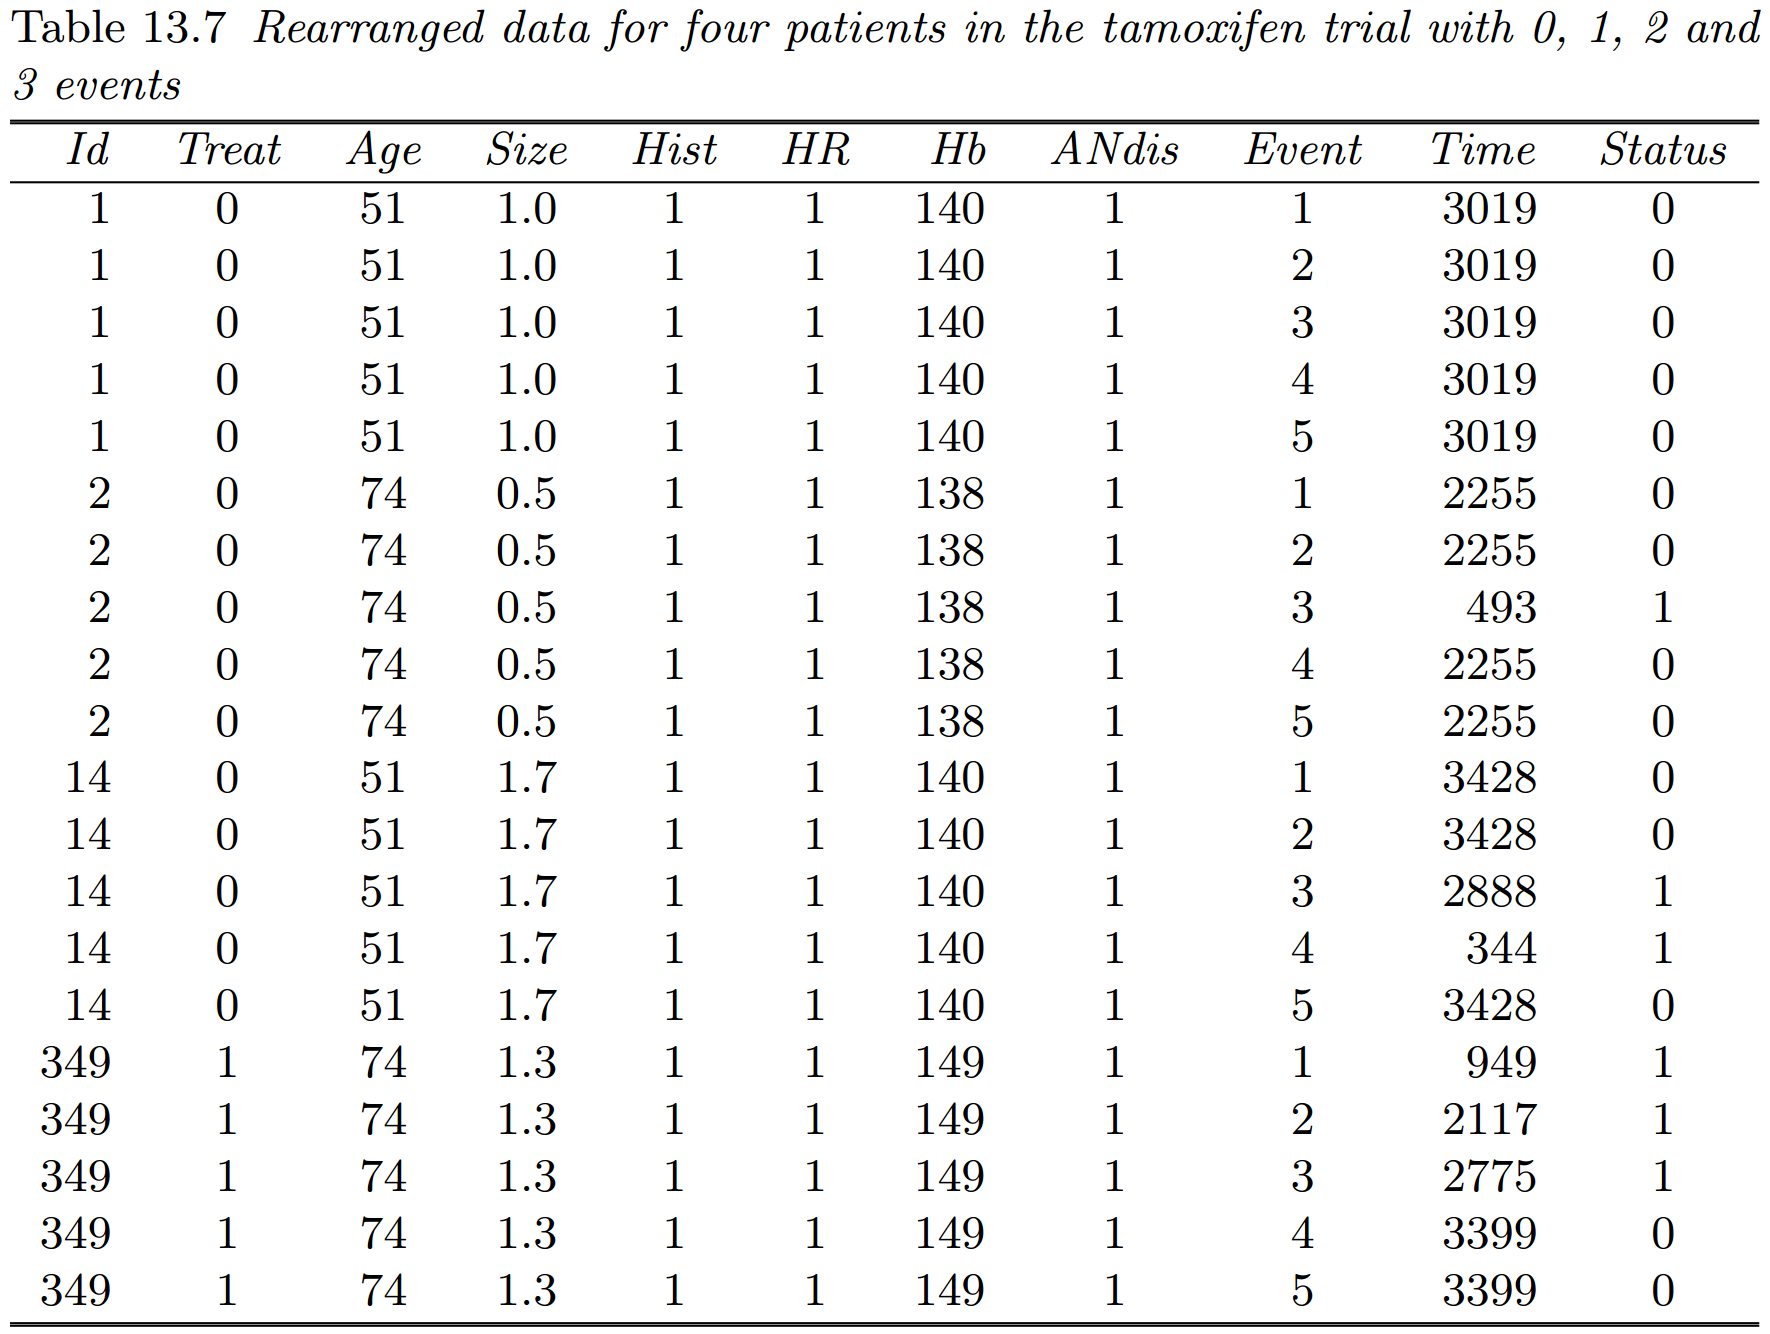 Table 13.7 Rearranged data for four patients in the tamoxifen trial with 0, 1, 2 and
3 events
Id Treat Age Size Hist HR Hb ANdis Event Time Status
1 0 51 1.0 1 1 140 1 1 3019 0
1 0 51 1.0 1 1 140 1 2 3019 0
1 0 51 1.0 1 1 140 1 3 3019 0
1 0 51 1.0 1 1 140 1 4 3019 0
1 0 51 1.0 1 1 140 1 5 3019 0
2 0 74 0.5 1 1 138 1 1 2255 0
2 0 74 0.5 1 1 138 1 2 2255 0
2 0 74 0.5 1 1 138 1 3 493 1
2 0 74 0.5 1 1 138 1 4 2255 0
2 0 74 0.5 1 1 138 1 5 2255 0
14 0 51 1.7 1 1 140 1 1 3428 0
14 0 51 1.7 1 1 140 1 2 3428 0
14 0 51 1.7 1 1 140 1 3 2888 1
14 0 51 1.7 1 1 140 1 4 344 1
14 0 51 1.7 1 1 140 1 5 3428 0
349 1 74 1.3 1 1 149 1 1 949 1
349 1 74 1.3 1 1 149 1 2 2117 1
349 1 74 1.3 1 1 149 1 3 2775 1
349 1 74 1.3 1 1 149 1 4 3399 0
349 1 74 1.3 1 1 149 1 5 3399 0